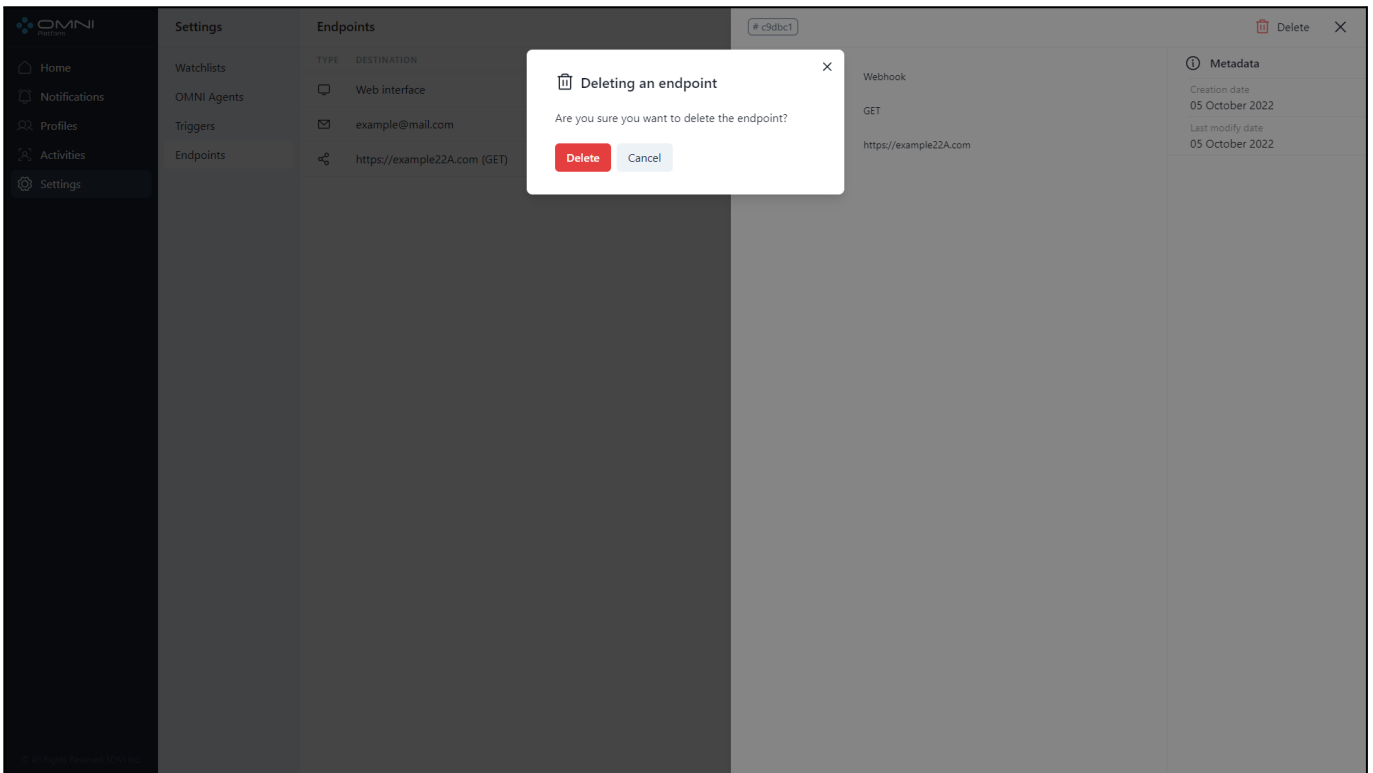 OMNI
Platform
Home
Notifications
Profiles
Activities
Settings
Settings
Watchlists
OMNI Agents
Triggers
Endpoints
Endpoints
TYPE DESTINATION
Web interface
example@mail.com
https://example22A.com (GET)
Deleting an endpoint
Are you sure you want to delete the endpoint?
Delete Cancel
# c9dbc1
Delete
Webhook
GET
https://example22A.com
Metadata
Creation date
05 October 2022
Last modify date
05 October 2022